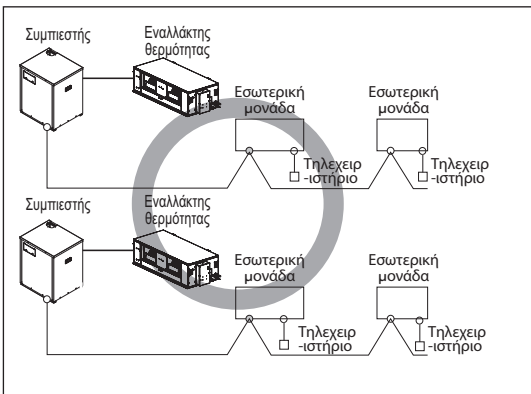 Συμπιεστής
Εναλλάκτης
θερμότητας
Εσωτερική
μονάδα
Εσωτερική
μονάδα
Τηλεχειρ
-ιστήριο
Τηλεχειρ
-ιστήριο
Συμπιεστής
Εναλλάκτης
θερμότητας
Εσωτερική
μονάδα
Εσωτερική
μονάδα
Τηλεχειρ
-ιστήριο
Τηλεχειρ
-ιστήριο